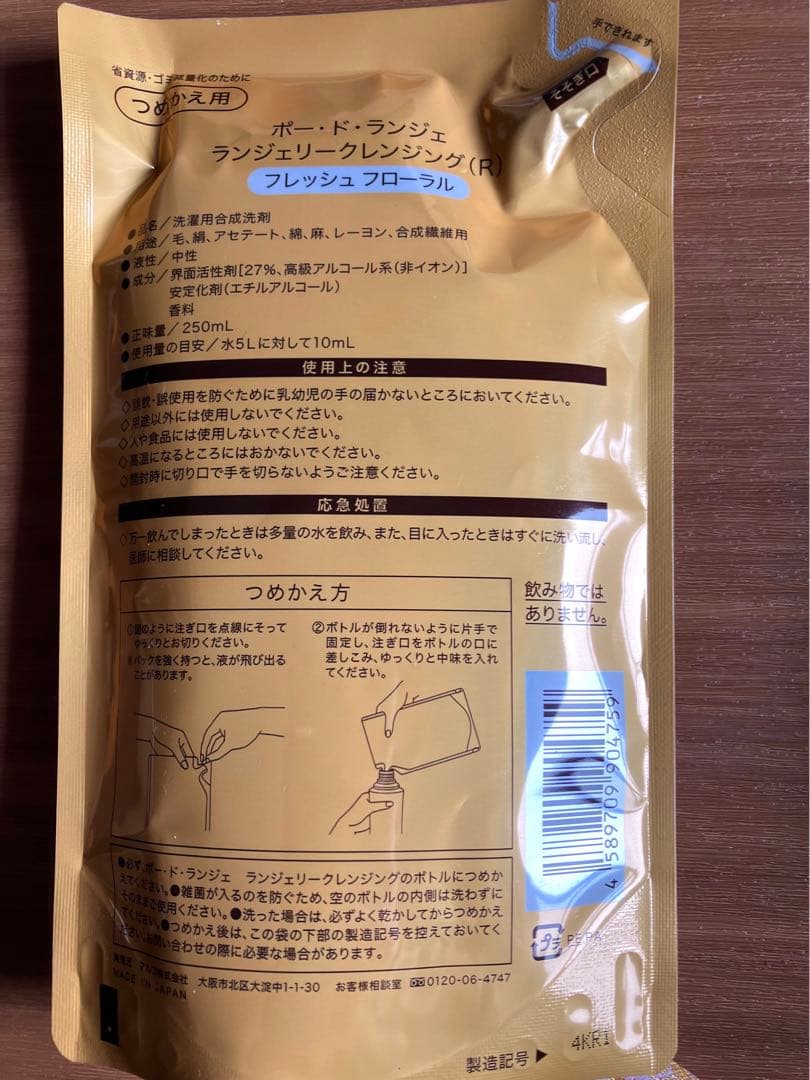 手できれます
そそぎ口
省資源・ゴミ減量化のために
つめかえ用
ポー・ド・ランジェ
ランジェリークレンジング(R)
フレッシュ フローラル
●品名／洗濯用合成洗剤
●用途／毛、絹、アセテート、綿、麻、レーヨン、合成繊維用
●液性／中性
●成分／界面活性剤[27%、高級アルコール系(非イオン)]
安定化剤(エチルアルコール)
香料
●正味量／250mL
●使用量の目安／水5Lに対して10mL
使用上の注意
◇誤飲・誤使用を防ぐために乳幼児の手の届かないところにおいてください。
◇用途以外には使用しないでください。
◇人や食品には使用しないでください。
◇高温になるところにはおかないでください。
◇開封時に切り口で手を切らないようご注意ください。
応急処置
◇万一飲んでしまったときは多量の水を飲み、また、目に入ったときはすぐに洗い流し、
医師に相談してください。
つめかえ方
①図のように注ぎ口を点線にそって
ゆっくりとお切りください。
※パックを強く持つと、液が飛び出る
ことがあります。
②ボトルが倒れないように片手で
固定し、注ぎ口をボトルの口に
差しこみ、ゆっくりと中味を入れ
てください。
飲み物では
ありません。
4 589709 904759
●必ず、ポー・ド・ランジェ ランジェリークレンジングのボトルにつめか
えてください。●雑菌が入るのを防ぐため、空のボトルの内側は洗わずに
そのままご使用ください。●洗った場合は、必ずよく乾かしてからつめかえ
てください。●つめかえ後は、この袋の下部の製造記号を控えておいてく
ださい。お問い合わせの際に必要な場合があります。
プラ PE,PA
発売元 マルコ株式会社 大阪市北区大淀中1-1-30 お客様相談室 0120-06-4747
MADE IN JAPAN
製造記号▶ 4KR1